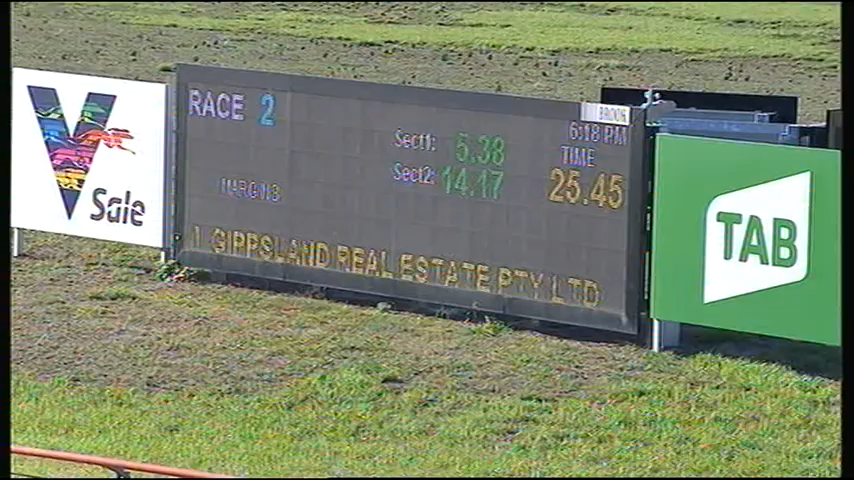 Sale
RACE 2
BROON
6:18 PM
Sect1: 5.38
TIME
Sect2: 14.17
25.45
MARGINS
GIPPSLAND REAL ESTATE PTY LTD
TAB